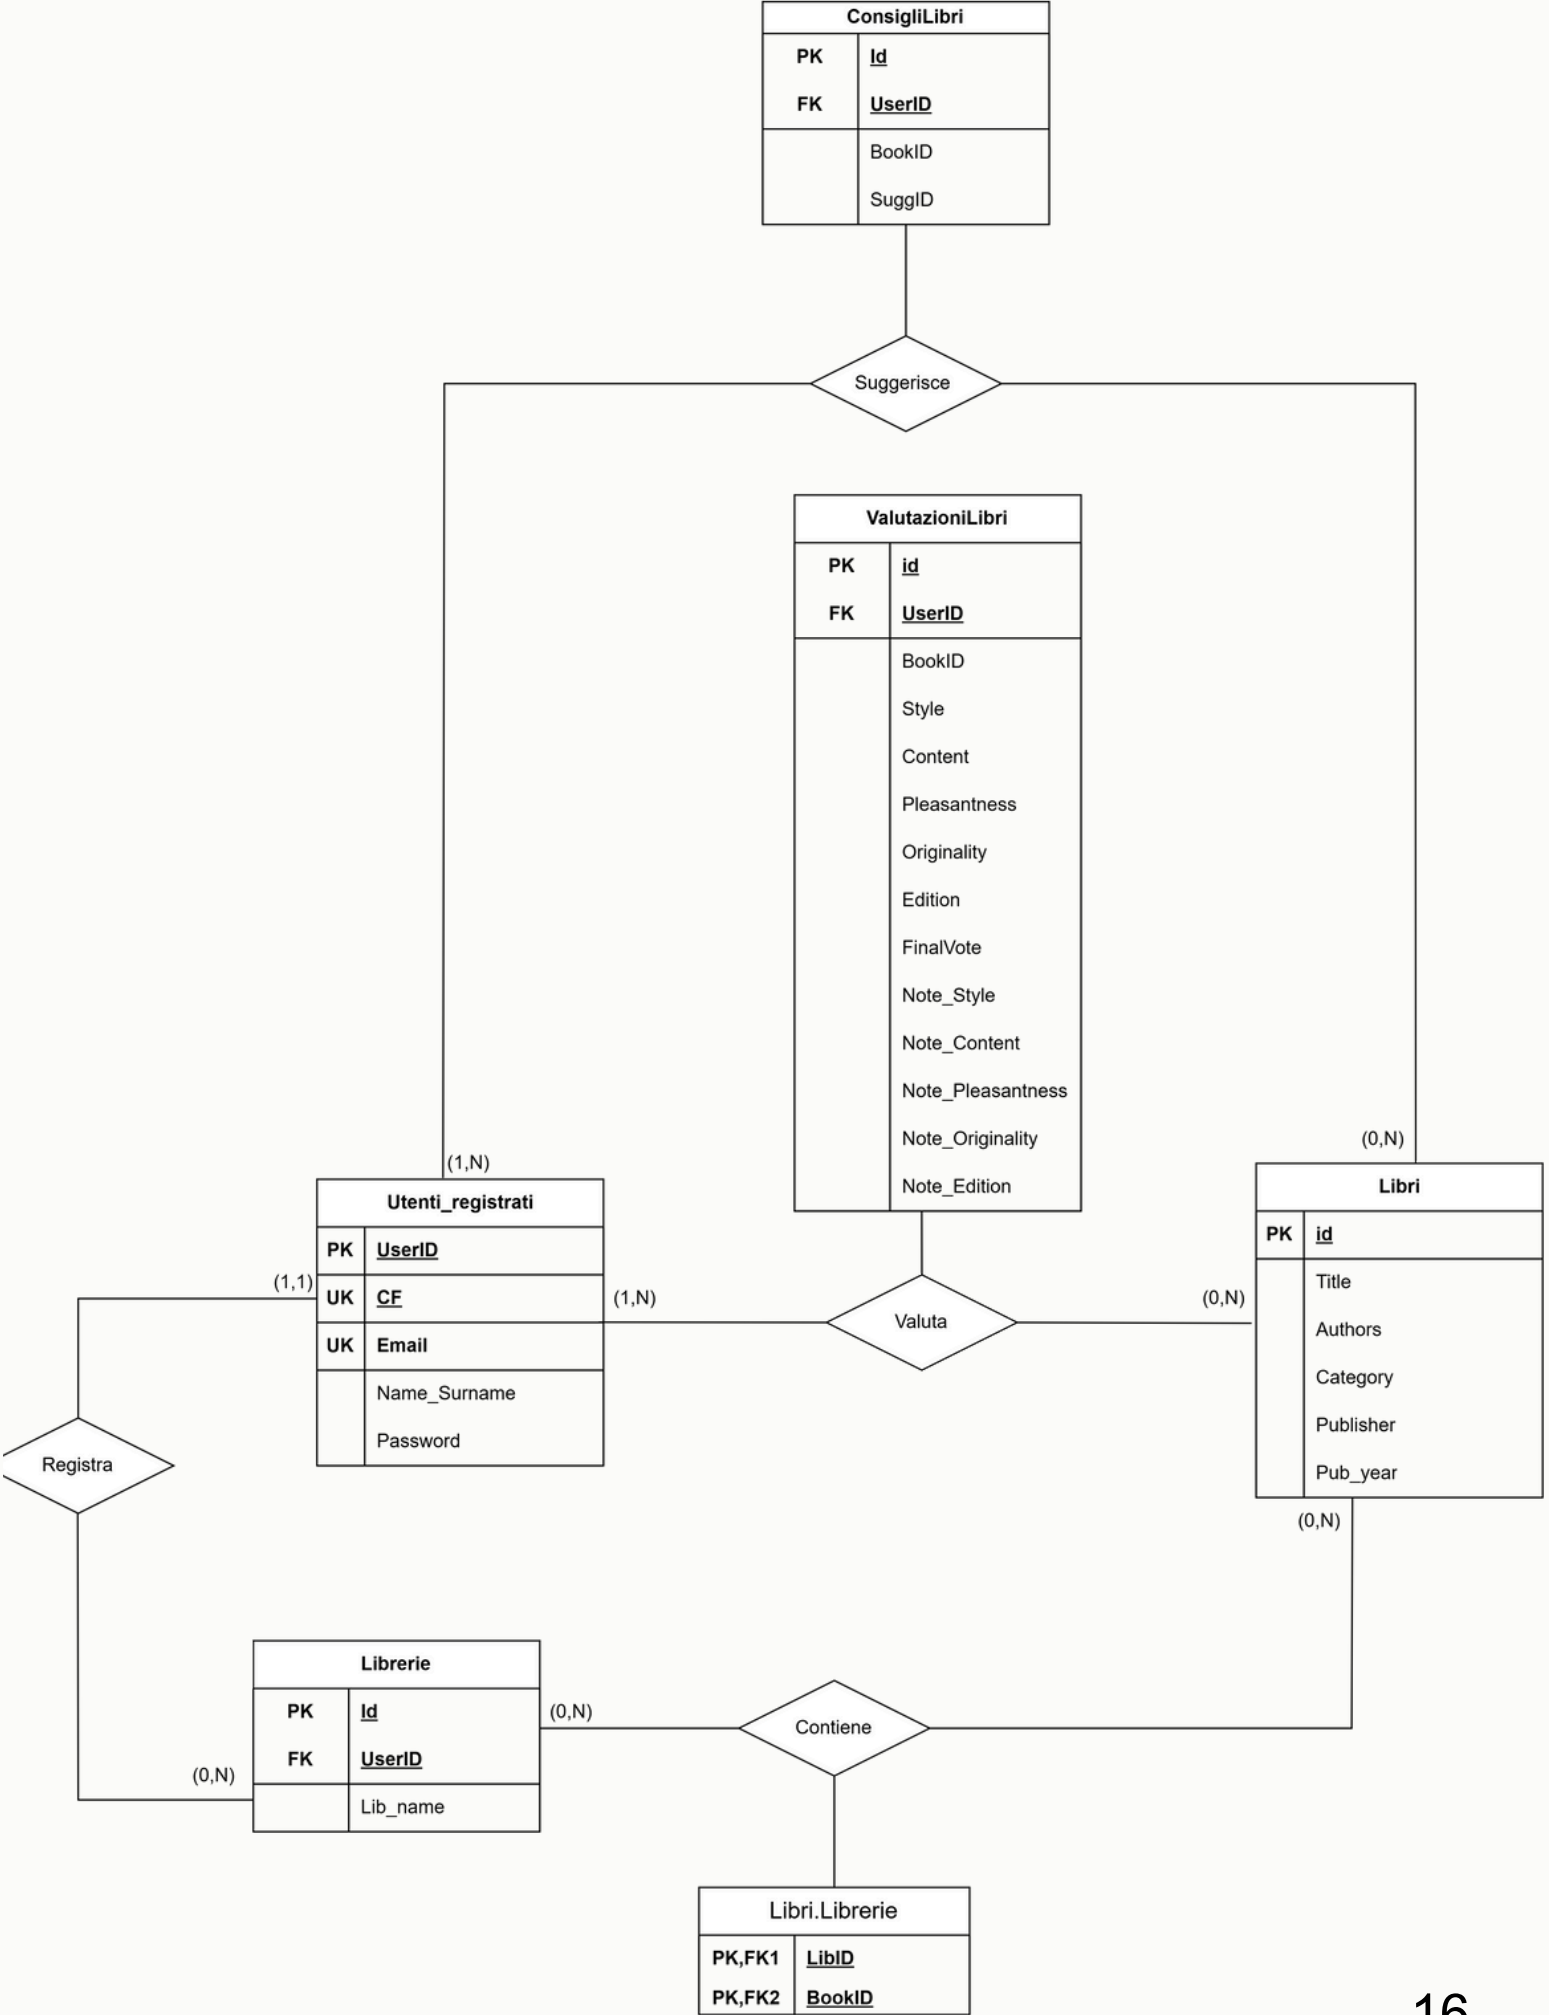 ConsigliLibri
PK Id
FK UserID
BookID
SuggID
Suggerisce
ValutazioniLibri
PK id
FK UserID
BookID
Style
Content
Pleasantness
Originality
Edition
FinalVote
Note_Style
Note_Content
Note_Pleasantness
Note_Originality
Note_Edition
(1,N)
(0,N)
Utenti_registrati
PK UserID
UK CF
UK Email
Name_Surname
Password
(1,1)
(1,N)
Valuta
(0,N)
Libri
PK id
Title
Authors
Category
Publisher
Pub_year
(0,N)
Registra
Librerie
PK Id
FK UserID
Lib_name
(0,N)
(0,N)
Contiene
Libri.Librerie
PK,FK1 LibID
PK,FK2 BookID
16